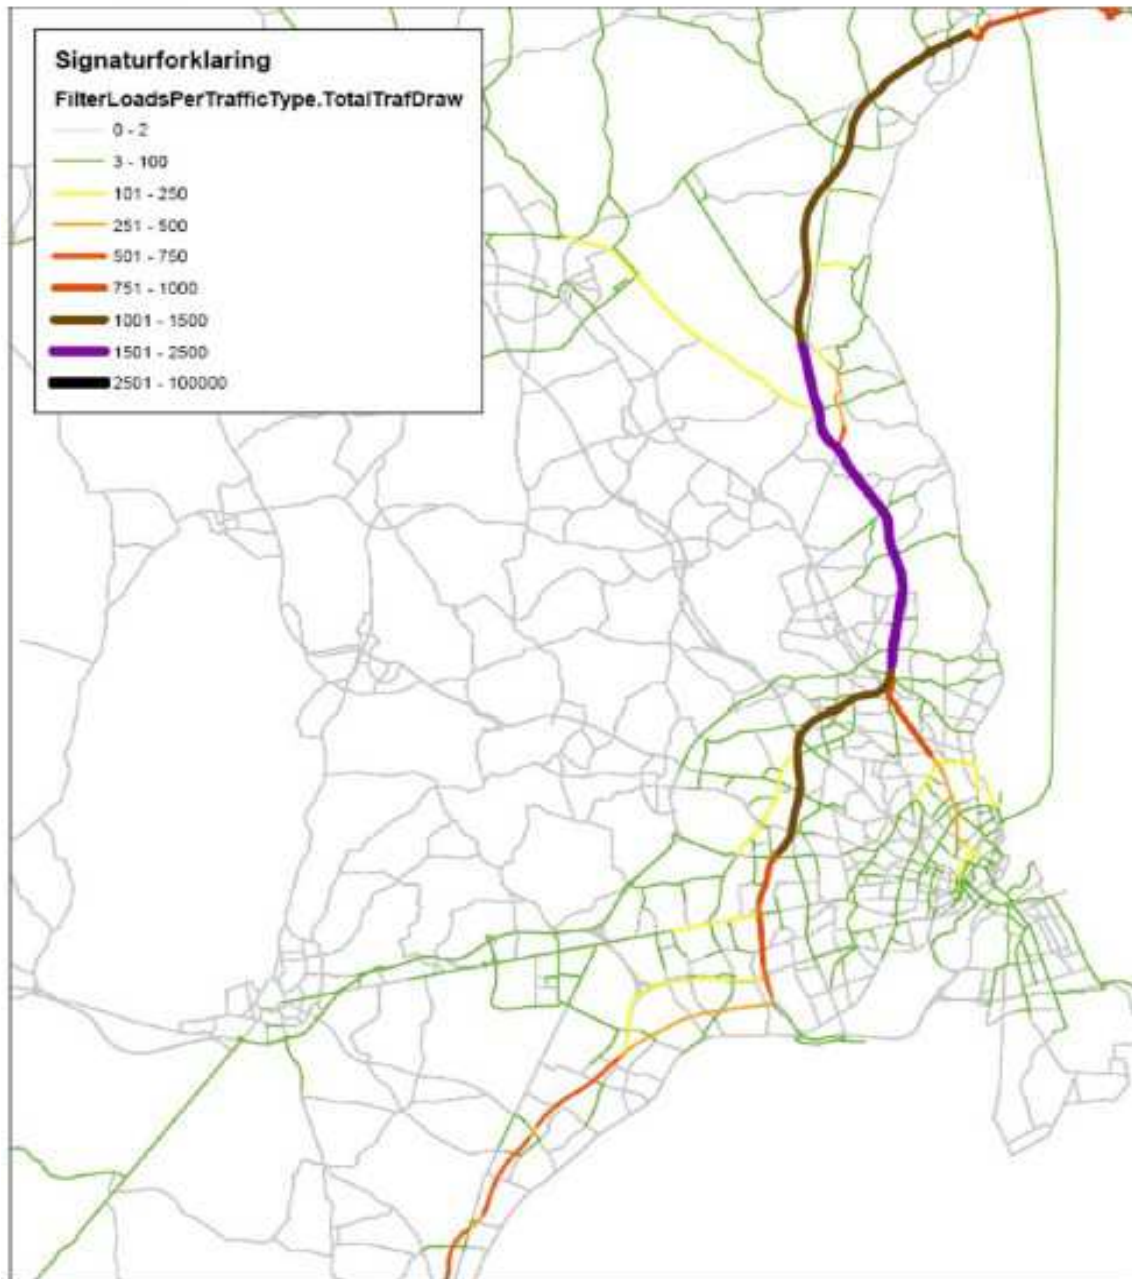 Signaturforklaring
FilterLoadsPerTrafficType.TotalTrafDraw
0 - 2
3 - 100
101 - 250
251 - 500
501 - 750
751 - 1000
1001 - 1500
1501 - 2500
2501 - 100000